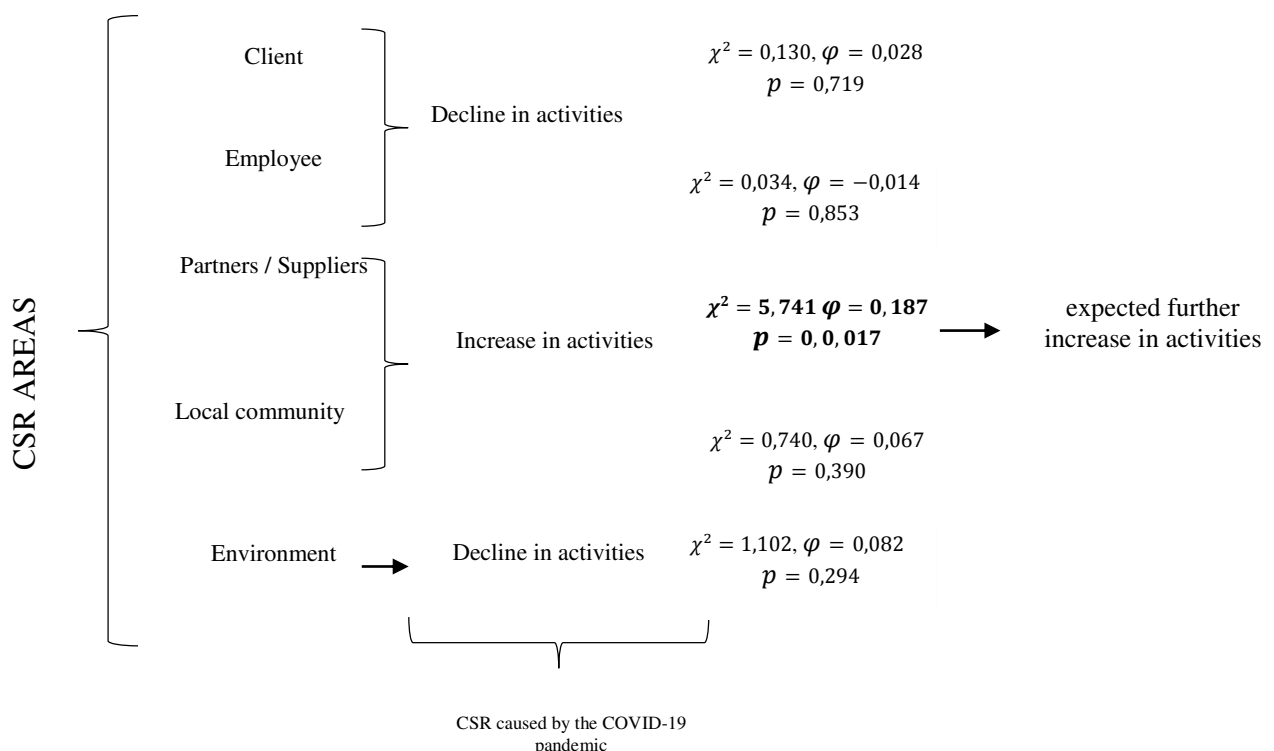 CSR AREAS
Client
Employee
Decline in activities
χ² = 0,130, φ = 0,028
p = 0,719
χ² = 0,034, φ = −0,014
p = 0,853
Partners / Suppliers
Local community
Increase in activities
χ² = 5,741 φ = 0,187
p = 0,0,017
expected further
increase in activities
χ² = 0,740, φ = 0,067
p = 0,390
Environment
Decline in activities
χ² = 1,102, φ = 0,082
p = 0,294
CSR caused by the COVID-19
pandemic